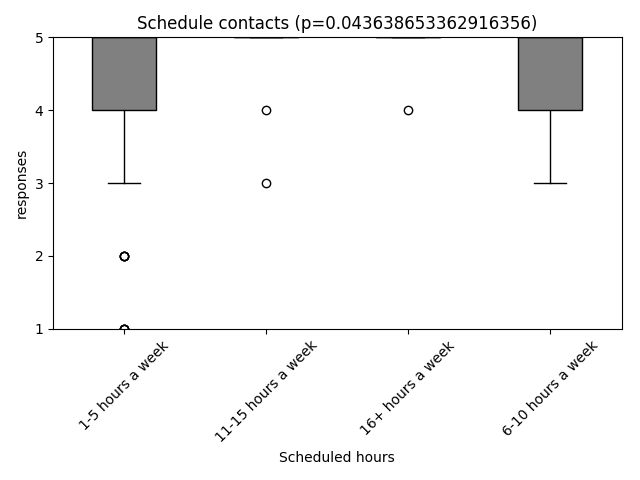 Schedule contacts (p=0.043638653362916356)
responses
5
4
3
2
1
1-5 hours a week
11-15 hours a week
16+ hours a week
6-10 hours a week
Scheduled hours